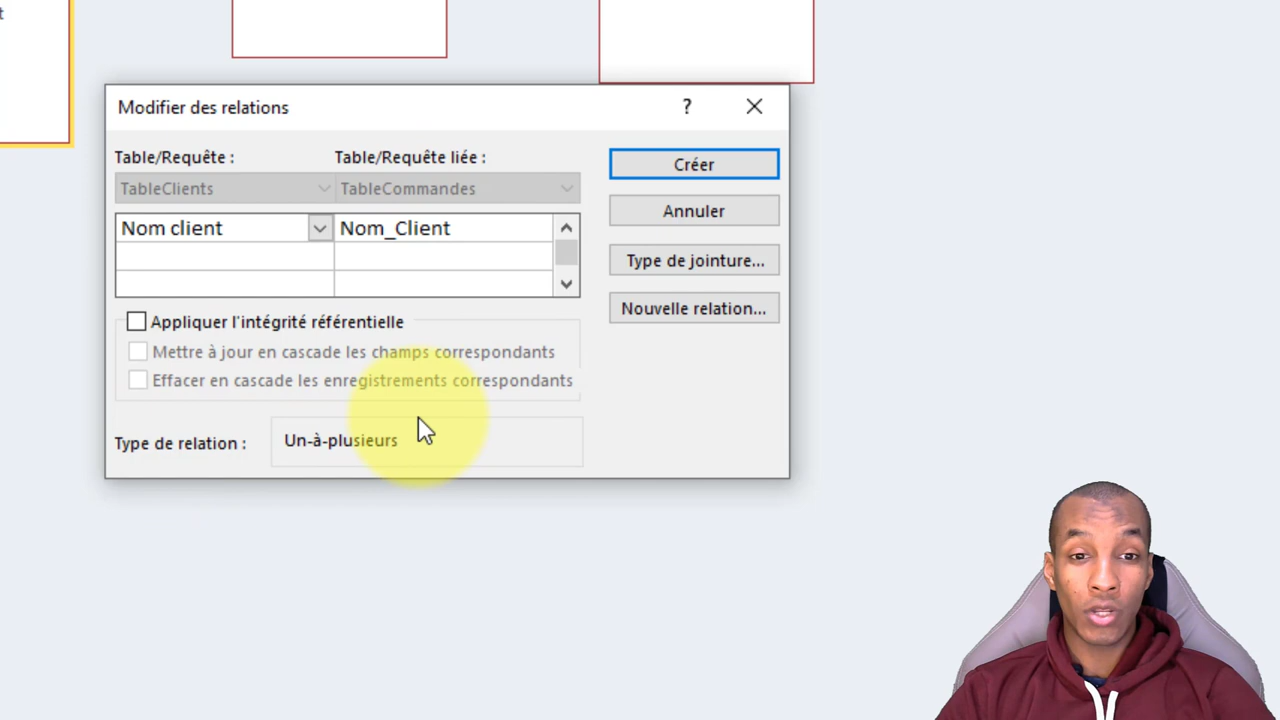 t
Modifier des relations
?
Table/Requête : Table/Requête liée :
TableClients TableCommandes
Nom client Nom_Client
Créer
Annuler
Type de jointure...
Nouvelle relation...
Appliquer l'intégrité référentielle
Mettre à jour en cascade les champs correspondants
Effacer en cascade les enregistrements correspondants
Type de relation : Un-à-plusieurs